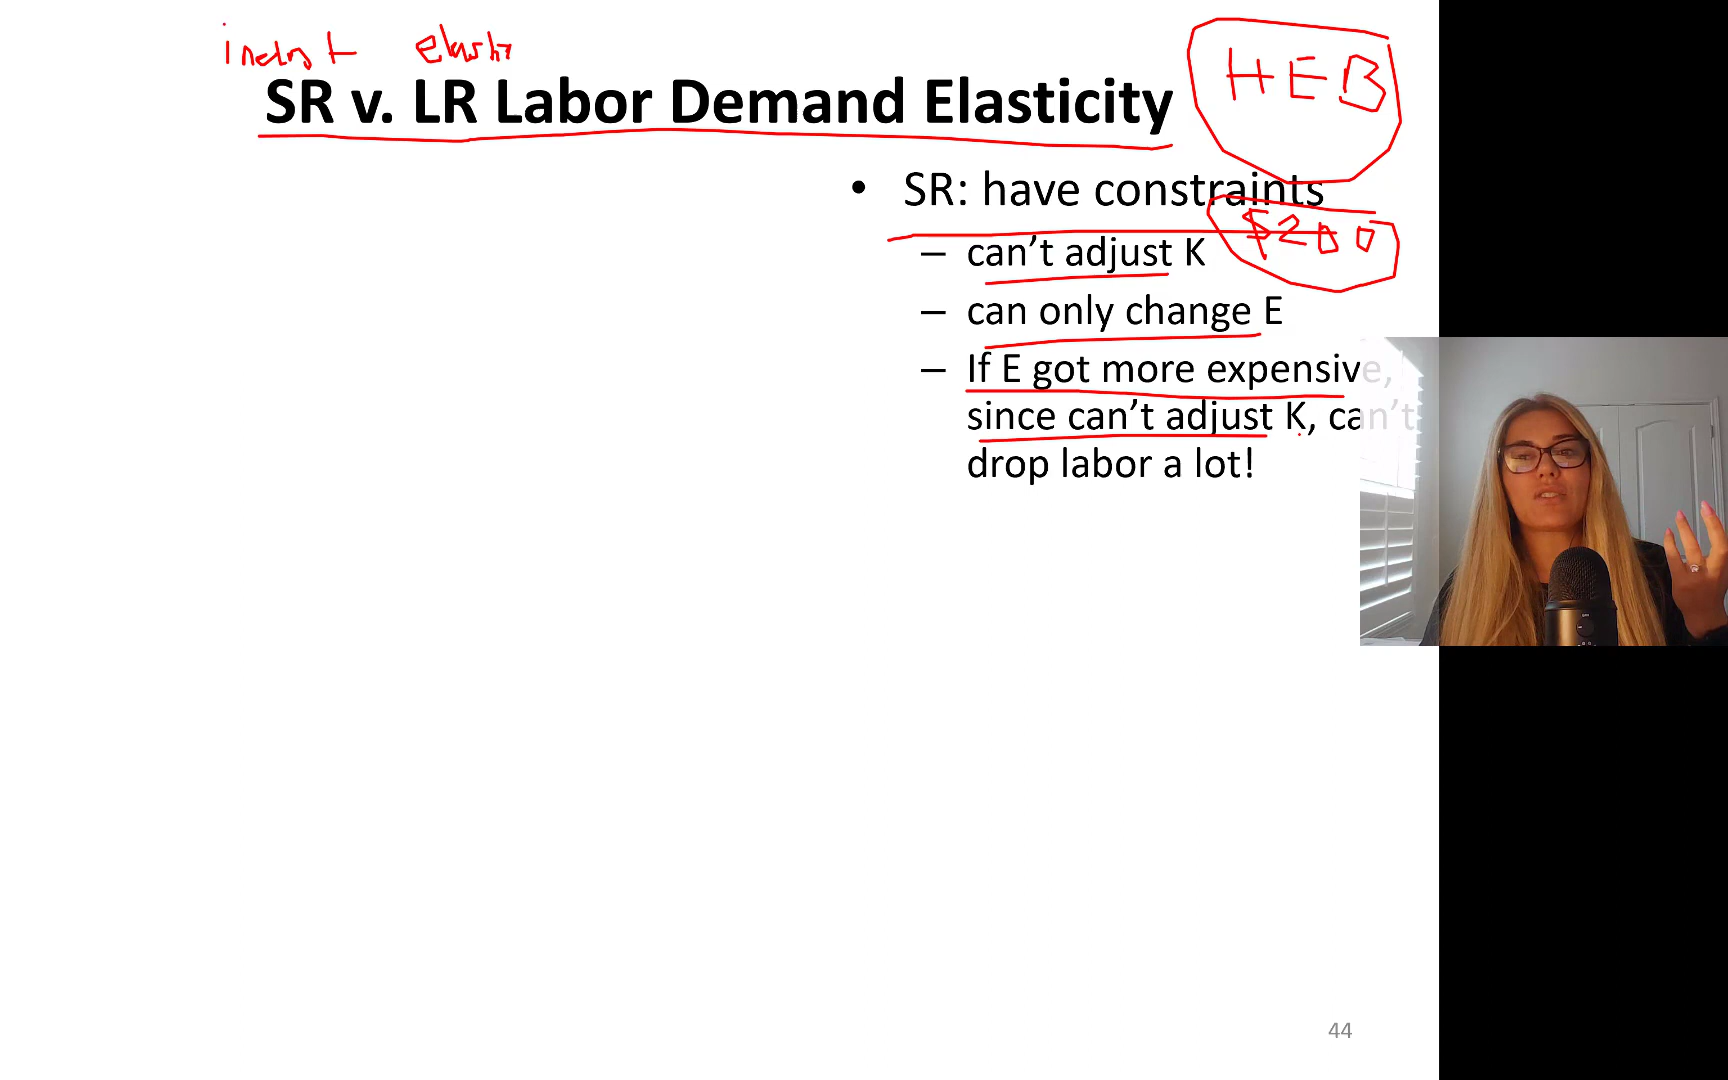 HEB
SR v. LR Labor Demand Elasticity
• SR: have constraints
$200
– can’t adjust K
– can only change E
– If E got more expensive,
since can’t adjust K, can’t
drop labor a lot!
44